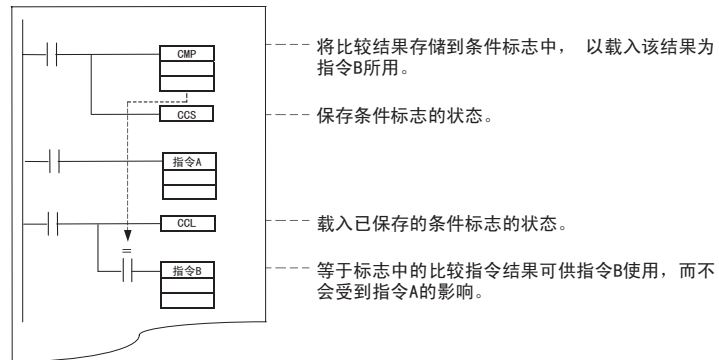 CMP
将比较结果存储到条件标志中， 以载入该结果为
指令B所用。
CCS
保存条件标志的状态。
指令A
CCL
载入已保存的条件标志的状态。
=
指令B
等于标志中的比较指令结果可供指令B使用，而不
会受到指令A的影响。